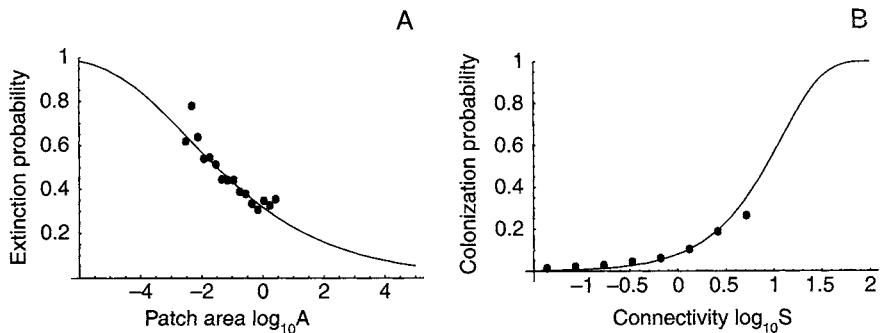 A
Extinction probability
1
0.8
0.6
0.4
0.2
−4 −2 0 2 4
Patch area log10A
B
Colonization probability
1
0.8
0.6
0.4
0.2
−1 −0.5 0 0.5 1 1.5 2
Connectivity log10S